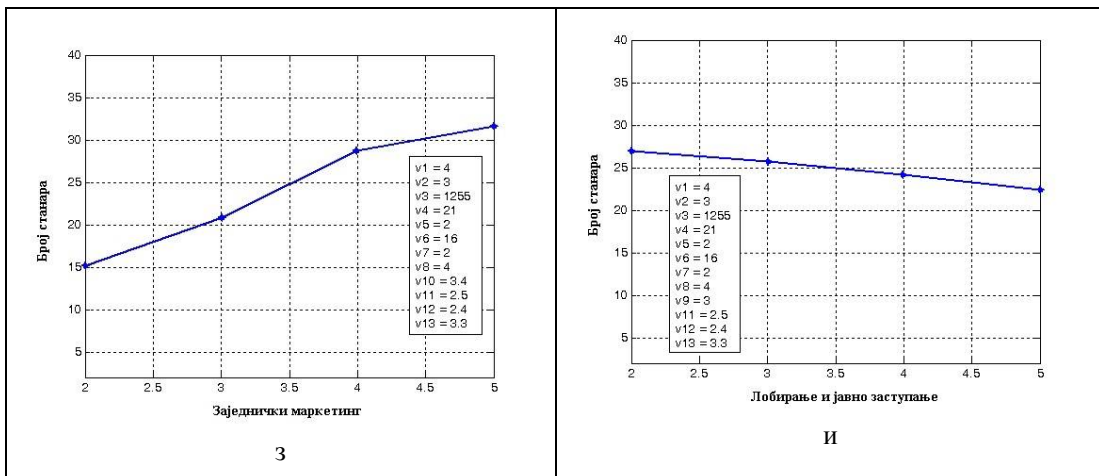 40
35
30
25
20
15
10
5
Број станара
v1 = 4
v2 = 3
v3 = 1255
v4 = 21
v5 = 2
v6 = 16
v7 = 2
v8 = 4
v10 = 3.4
v11 = 2.5
v12 = 2.4
v13 = 3.3
2 2.5 3 3.5 4 4.5 5
Заједнички маркетинг
З
40
35
30
25
20
15
10
5
Број станара
v1 = 4
v2 = 3
v3 = 1255
v4 = 21
v5 = 2
v6 = 16
v7 = 2
v8 = 4
v9 = 3
v11 = 2.5
v12 = 2.4
v13 = 3.3
2 2.5 3 3.5 4 4.5 5
Лобирање и јавно заступање
И